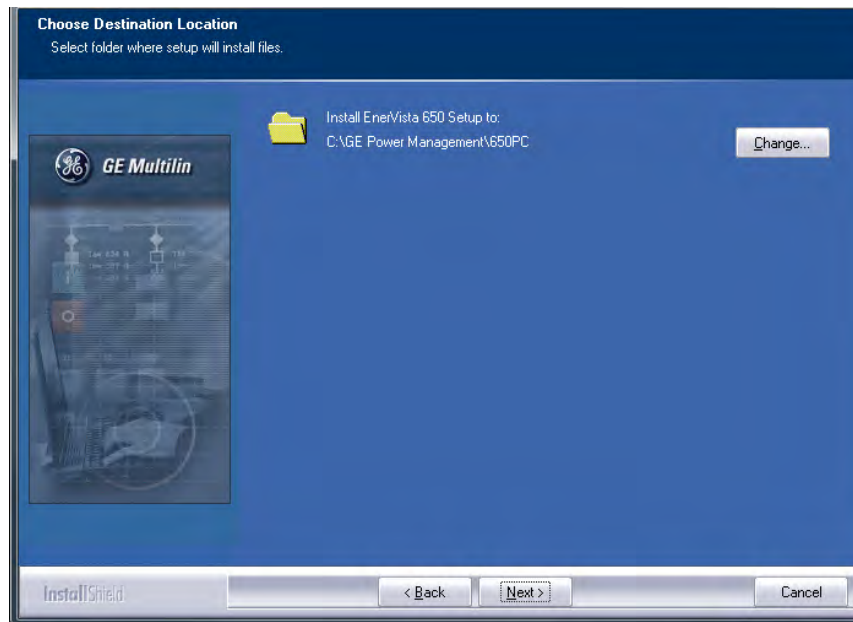 Choose Destination Location
Select folder where setup will install files.
Install EnerVista 650 Setup to:
C:\GE Power Management\650PC
Change...
GE Multilin
InstallShield
< Back
Next >
Cancel